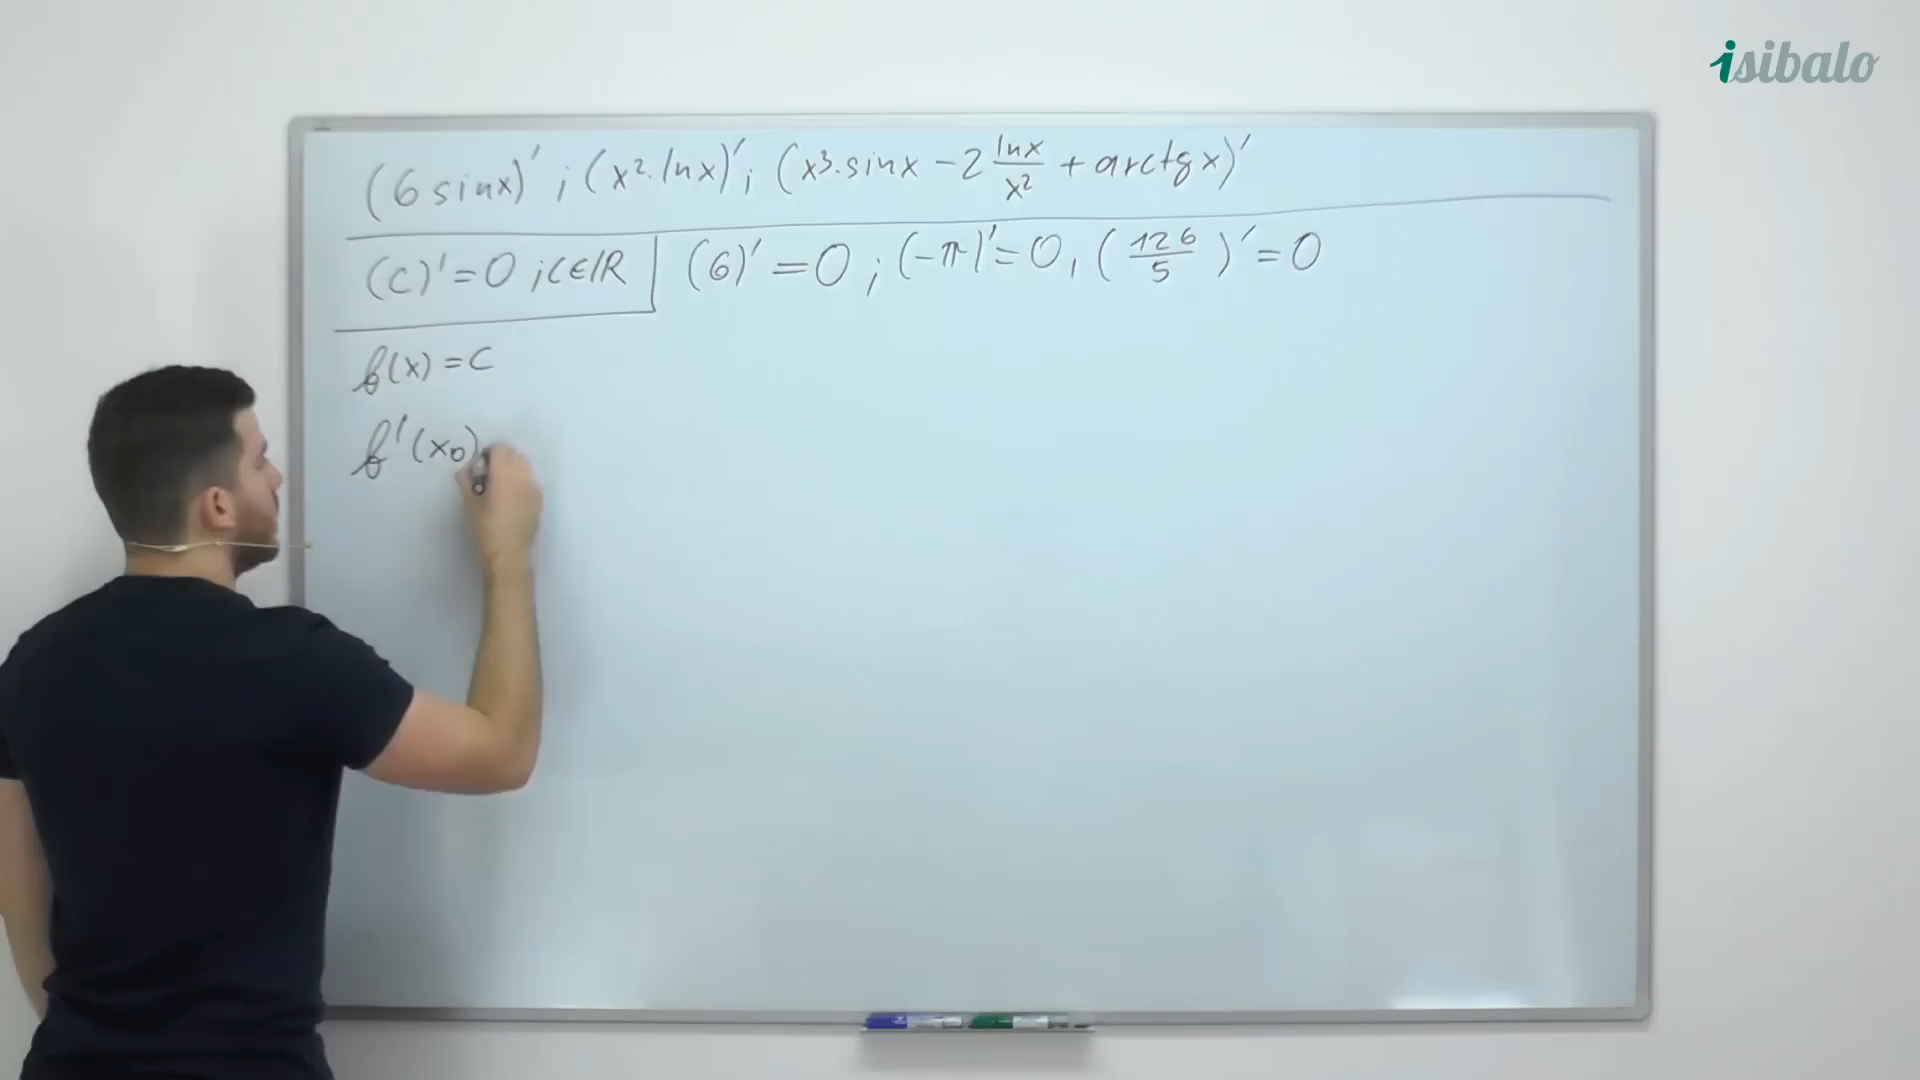 isibalo
(6 sinx)' ; (x². lnx)' ; (x³. sinx - 2 lnx/x² + arctg x)'
(c)' = 0 ; c∈ℝ | (6)' = 0 ; (-π)' = 0, (126/5)' = 0
f(x) = c
f'(x₀)